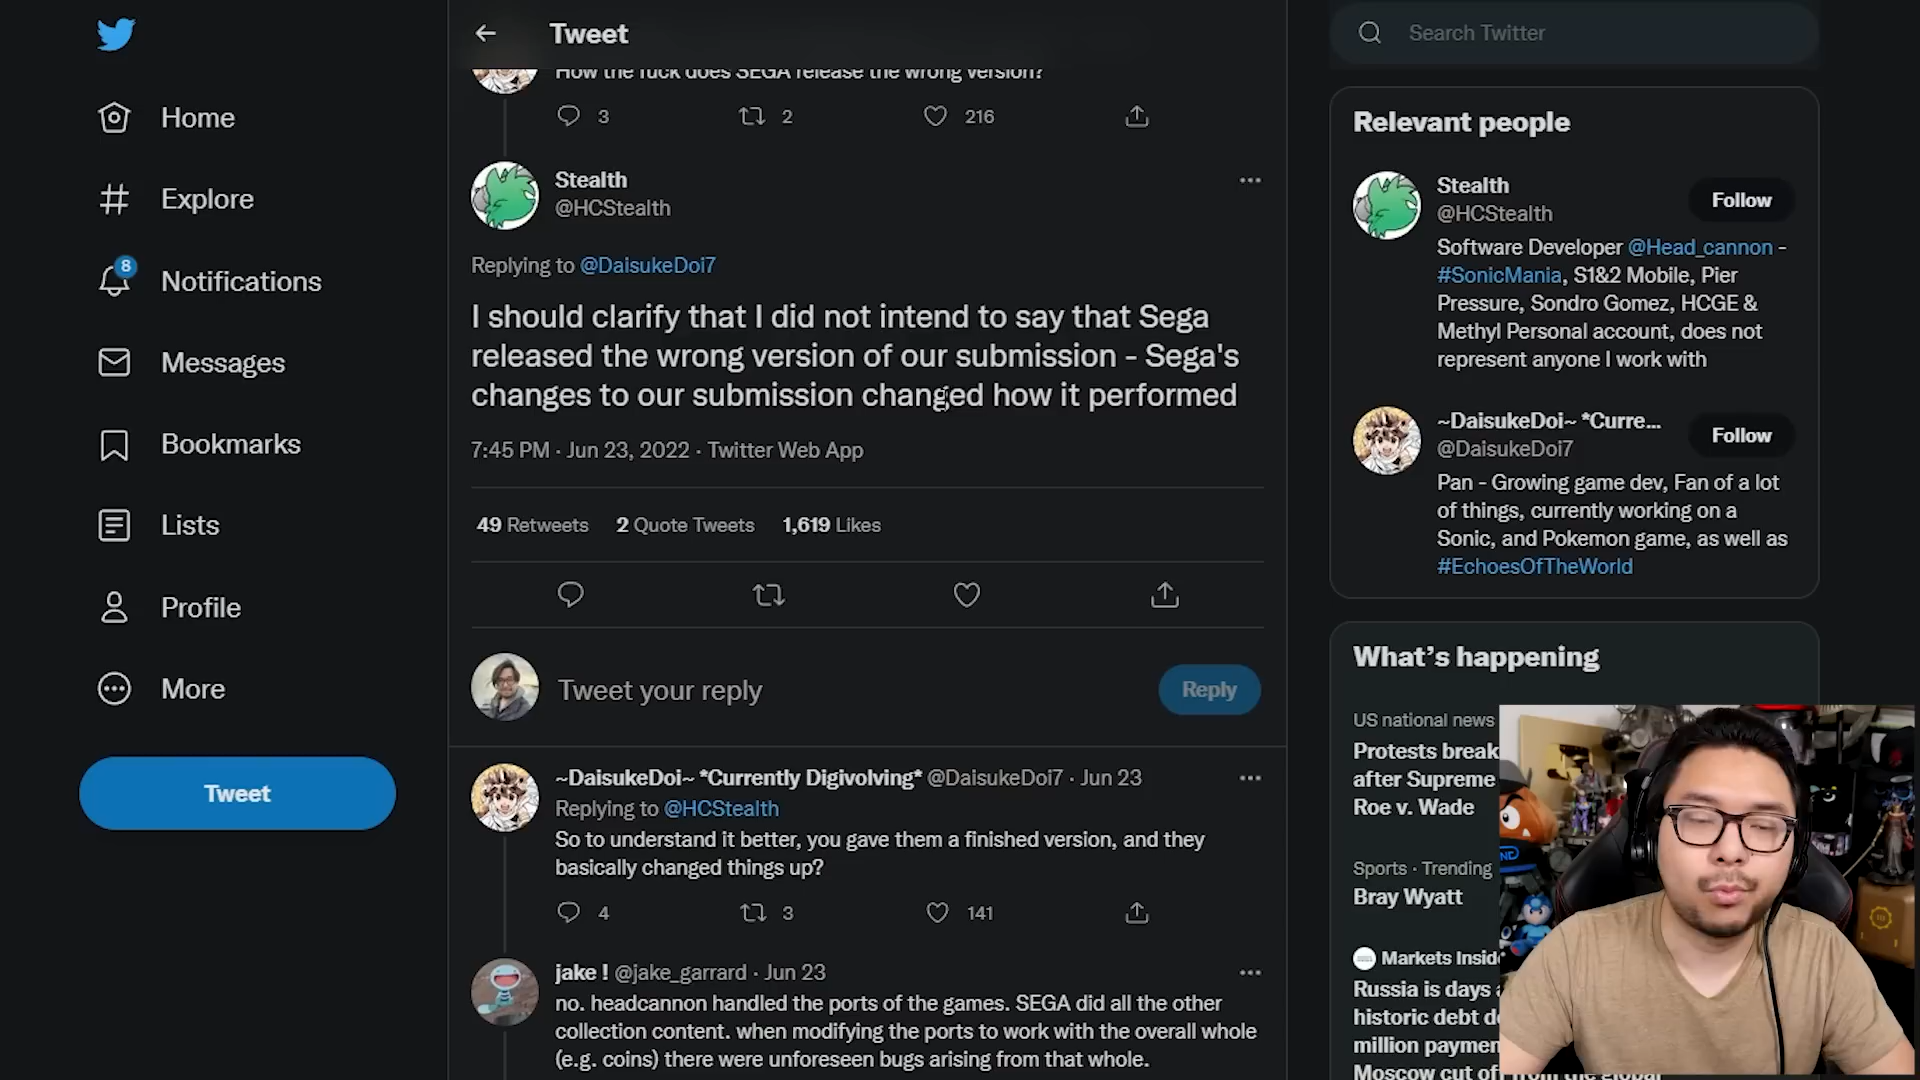 Tweet
Search Twitter
How the fuck does SEGA release the wrong version?
3
2
216
Home
Explore
8
Notifications
Messages
Bookmarks
Lists
Profile
More
Tweet
Stealth
@HCStealth
Replying to @DaisukeDoi7
I should clarify that I did not intend to say that Sega
released the wrong version of our submission - Sega's
changes to our submission changed how it performed
7:45 PM · Jun 23, 2022 · Twitter Web App
49 Retweets 2 Quote Tweets 1,619 Likes
Tweet your reply
Reply
~DaisukeDoi~ *Currently Digivolving* @DaisukeDoi7 · Jun 23
Replying to @HCStealth
So to understand it better, you gave them a finished version, and they
basically changed things up?
4
3
141
jake ! @jake_garrard · Jun 23
no. headcannon handled the ports of the games. SEGA did all the other
collection content. when modifying the ports to work with the overall whole
(e.g. coins) there were unforeseen bugs arising from that whole.
Relevant people
Stealth
@HCStealth
Follow
Software Developer @Head_cannon -
#SonicMania, S1&2 Mobile, Pier
Pressure, Sondro Gomez, HCGE &
Methyl Personal account, does not
represent anyone I work with
~DaisukeDoi~ *Curre...
@DaisukeDoi7
Follow
Pan - Growing game dev, Fan of a lot
of things, currently working on a
Sonic, and Pokemon game, as well as
#EchoesOfTheWorld
What's happening
US national news
Protests break
after Supreme
Roe v. Wade
Sports · Trending
Bray Wyatt
Markets Inside
Russia is days
historic debt
million paymen
Moscow cut off from the global